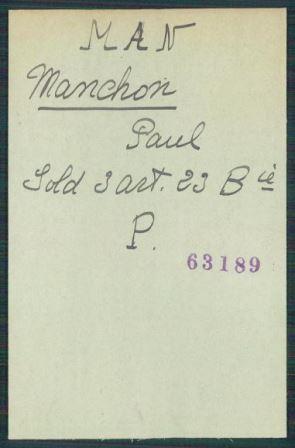 MAN
Manchon
Paul
Sold 3 art. 23 Bie
P.
63189